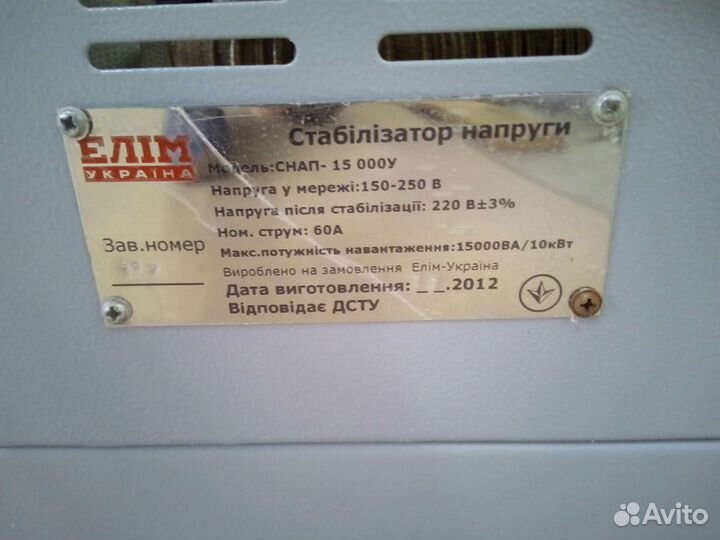 ЕЛІМ
УКРАЇНА
Стабілізатор напруги
Модель:СНАП- 15 000У
Напруга у мережі:150-250 В
Напруга після стабілізації: 220 В±3%
Ном. струм: 60А
Макс.потужність навантаження:15000ВА/10кВт
Зав.номер
Вироблено на замовлення Елім-Україна
Дата виготовлення: _ _.2012
Відповідає ДСТУ
Avito